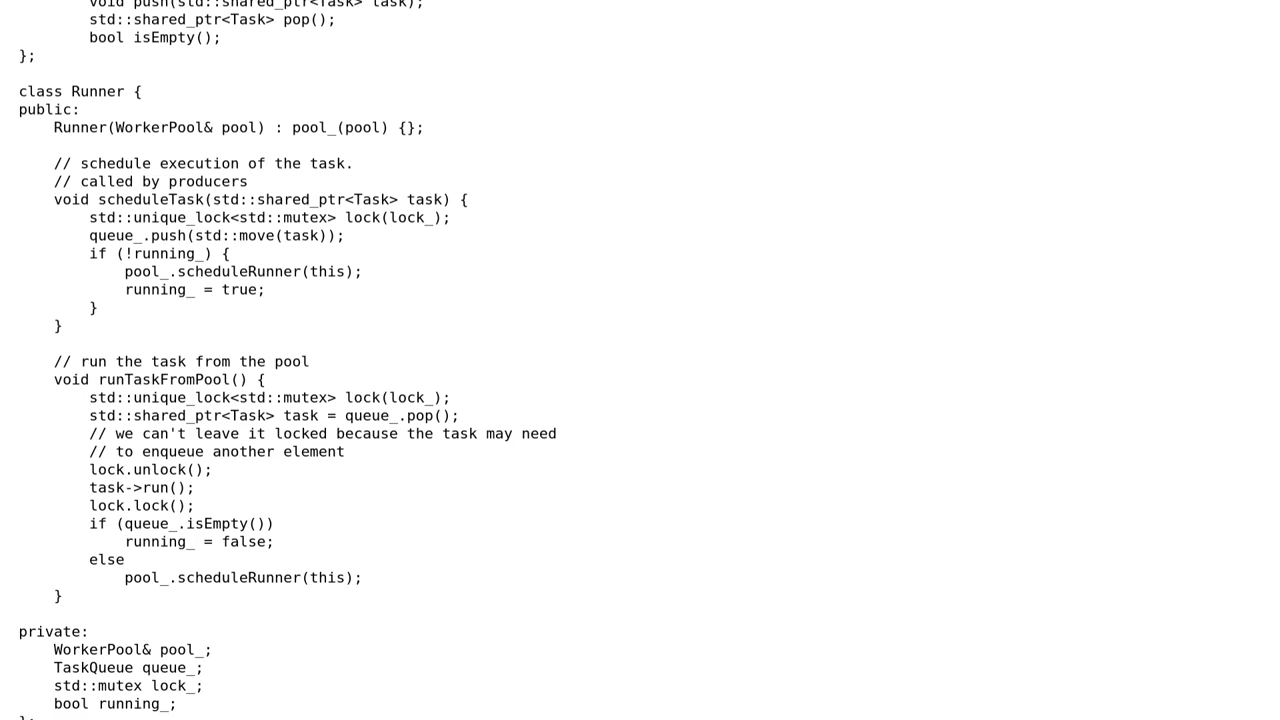 void push(std::shared_ptr<Task> task);
std::shared_ptr<Task> pop();
bool isEmpty();
};
class Runner {
public:
Runner(WorkerPool& pool) : pool_(pool) {};
// schedule execution of the task.
// called by producers
void scheduleTask(std::shared_ptr<Task> task) {
std::unique_lock<std::mutex> lock(lock_);
queue_.push(std::move(task));
if (!running_) {
pool_.scheduleRunner(this);
running_ = true;
}
}
// run the task from the pool
void runTaskFromPool() {
std::unique_lock<std::mutex> lock(lock_);
std::shared_ptr<Task> task = queue_.pop();
// we can't leave it locked because the task may need
// to enqueue another element
lock.unlock();
task->run();
lock.lock();
if (queue_.isEmpty())
running_ = false;
else
pool_.scheduleRunner(this);
}
private:
WorkerPool& pool_;
TaskQueue queue_;
std::mutex lock_;
bool running_;
};